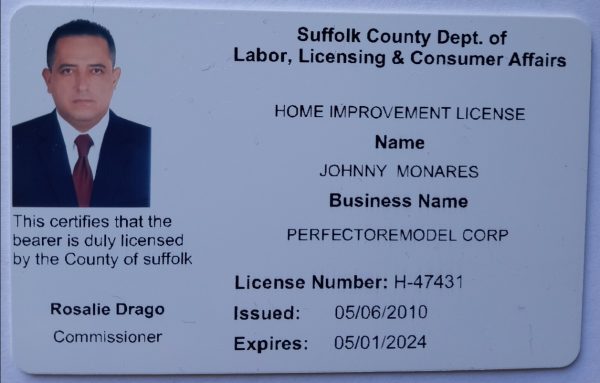 Suffolk County Dept. of
Labor, Licensing & Consumer Affairs
HOME IMPROVEMENT LICENSE
Name
JOHNNY MONARES
Business Name
PERFECTOREMODEL CORP
This certifies that the
bearer is duly licensed
by the County of suffolk
Rosalie Drago
Commissioner
License Number: H-47431
Issued: 05/06/2010
Expires: 05/01/2024